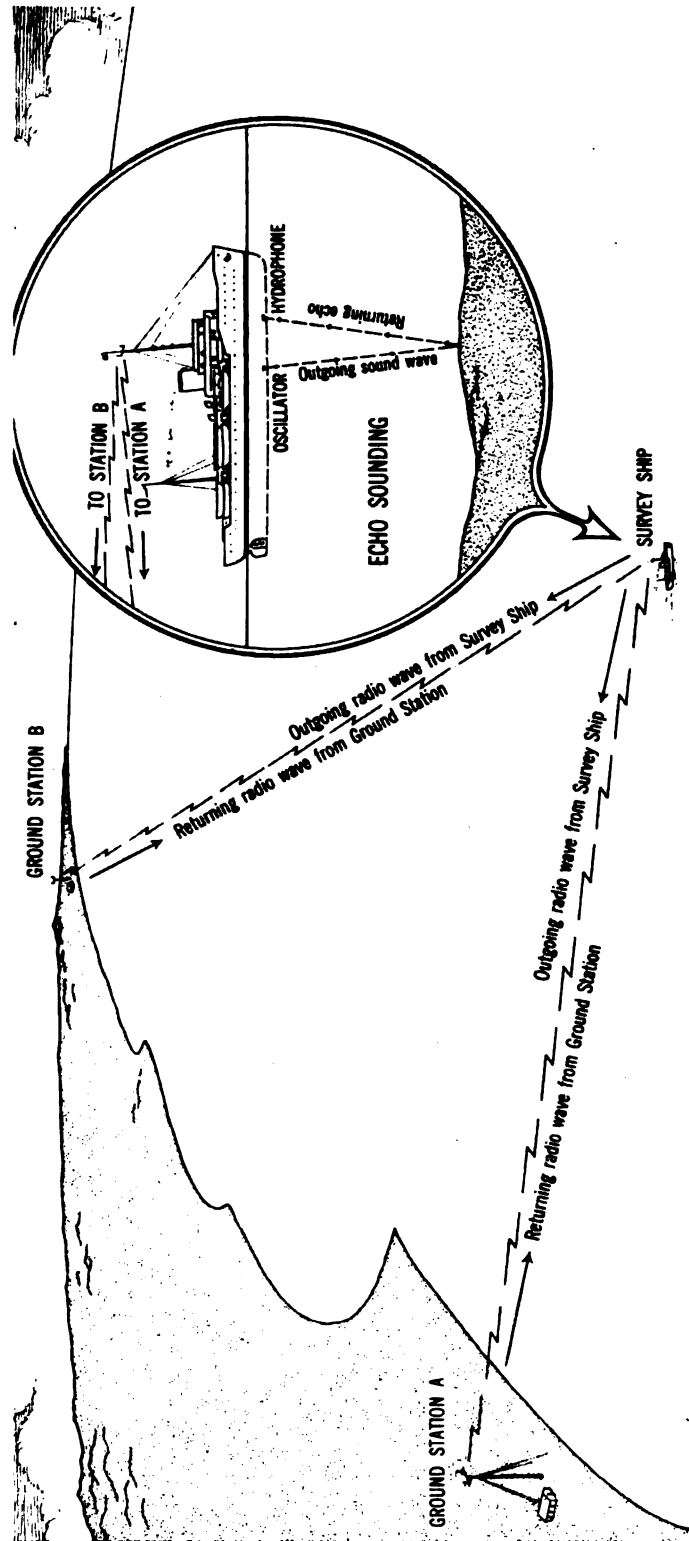 GROUND STATION B
TO STATION B
TO STATION A
OSCILLATOR
HYDROPHONE
Outgoing sound wave
Returning echo
ECHO SOUNDING
Outgoing radio wave from Survey Ship
Returning radio wave from Ground Station
SURVEY SHIP
GROUND STATION A
Outgoing radio wave from Survey Ship
Returning radio wave from Ground Station